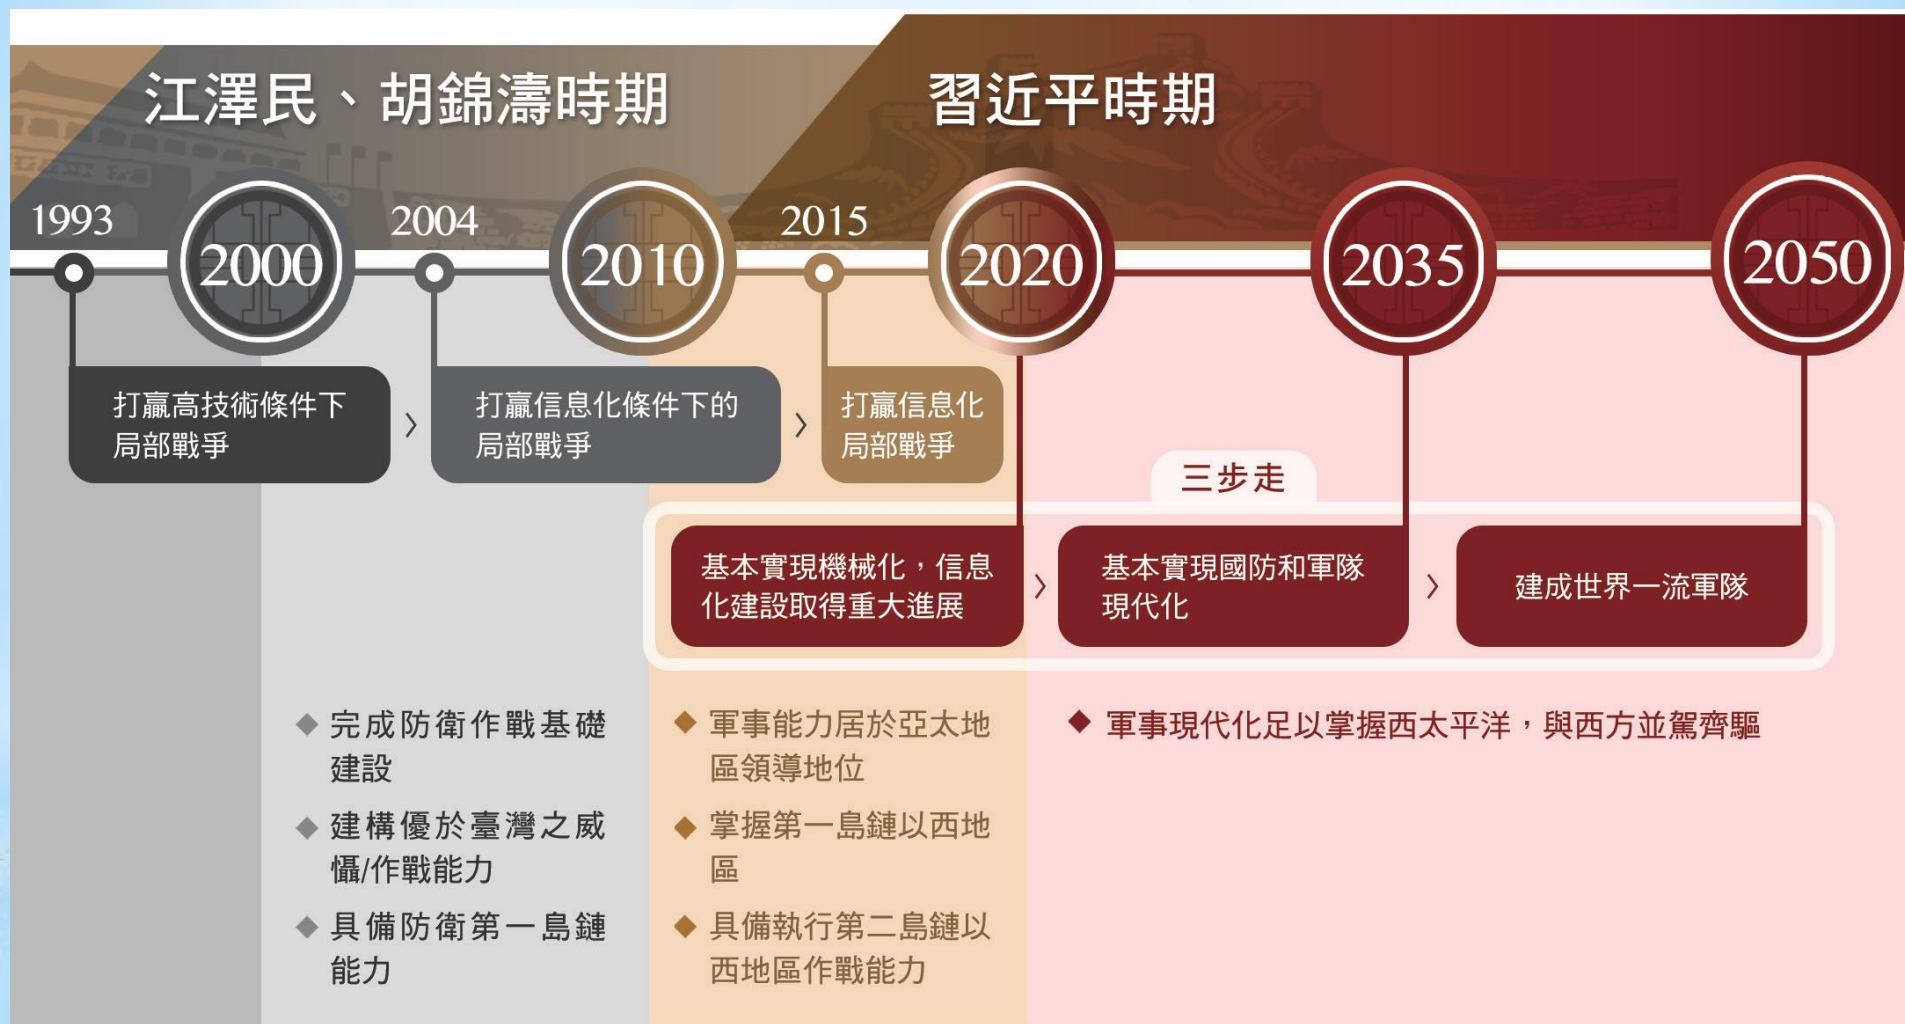 江澤民、胡錦濤時期
習近平時期
1993
2000
2004
2010
2015
2020
2035
2050
打贏高技術條件下
局部戰爭
〉
打贏信息化條件下的
局部戰爭
〉
打贏信息化
局部戰爭
三步走
基本實現機械化，信息
化建設取得重大進展
〉
基本實現國防和軍隊
現代化
〉
建成世界一流軍隊
◆ 完成防衛作戰基礎
建設
◆ 建構優於臺灣之威
懾/作戰能力
◆ 具備防衛第一島鏈
能力
◆ 軍事能力居於亞太地
區領導地位
◆ 掌握第一島鏈以西地
區
◆ 具備執行第二島鏈以
西地區作戰能力
◆ 軍事現代化足以掌握西太平洋，與西方並駕齊驅